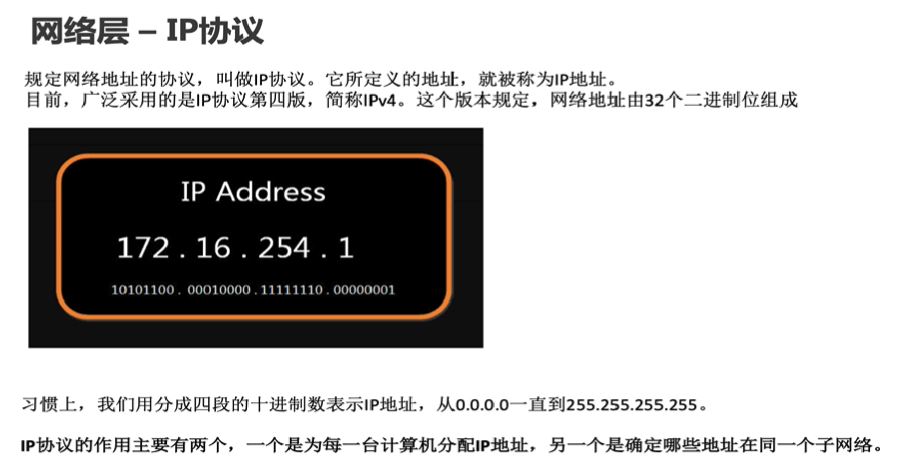 网络层 – IP协议
规定网络地址的协议，叫做IP协议。它所定义的地址，就被称为IP地址。
目前，广泛采用的是IP协议第四版，简称IPv4。这个版本规定，网络地址由32个二进制位组成
IP Address
172 . 16 . 254 . 1
10101100 . 00010000 . 11111110 . 00000001
习惯上，我们用分成四段的十进制数表示IP地址，从0.0.0.0一直到255.255.255.255。
IP协议的作用主要有两个，一个是为每一台计算机分配IP地址，另一个是确定哪些地址在同一个子网络。